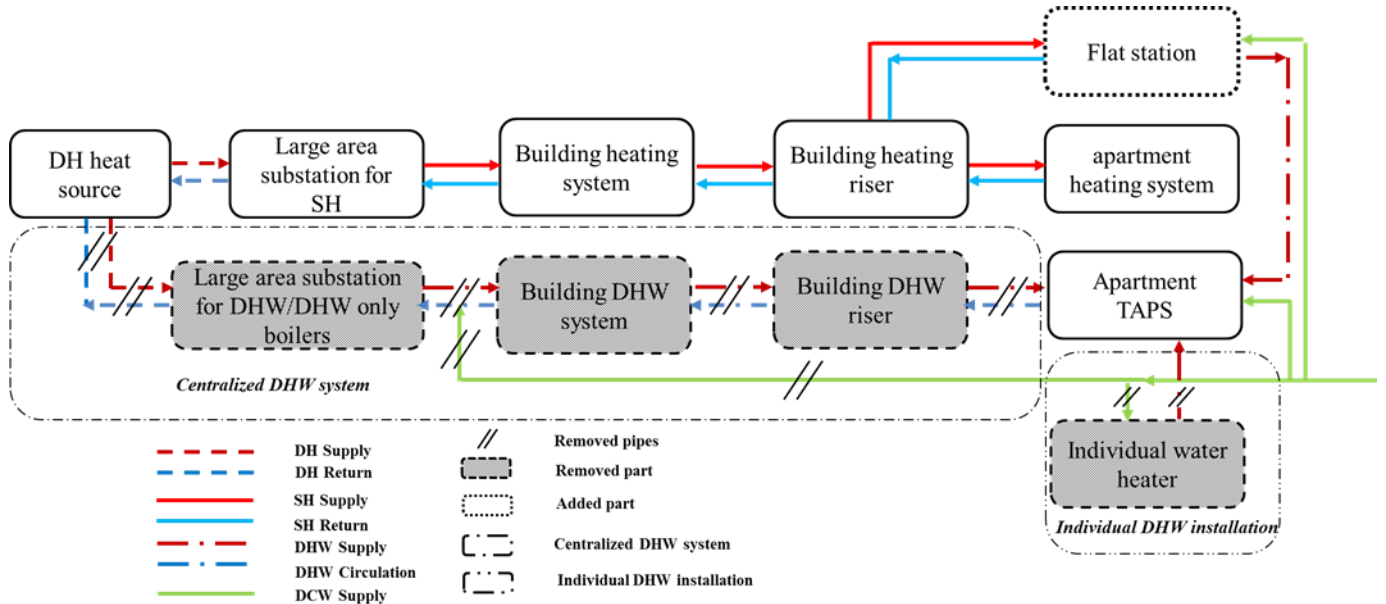 Flat station
DH heat
source
Large area
substation for
SH
Building heating
system
Building heating
riser
apartment
heating system
Large area substation
for DHW/DHW only
boilers
Building DHW
system
Building DHW
riser
Apartment
TAPS
Centralized DHW system
Individual water
heater
Individual DHW installation
DH Supply
DH Return
SH Supply
SH Return
DHW Supply
DHW Circulation
DCW Supply
Removed pipes
Removed part
Added part
Centralized DHW system
Individual DHW installation